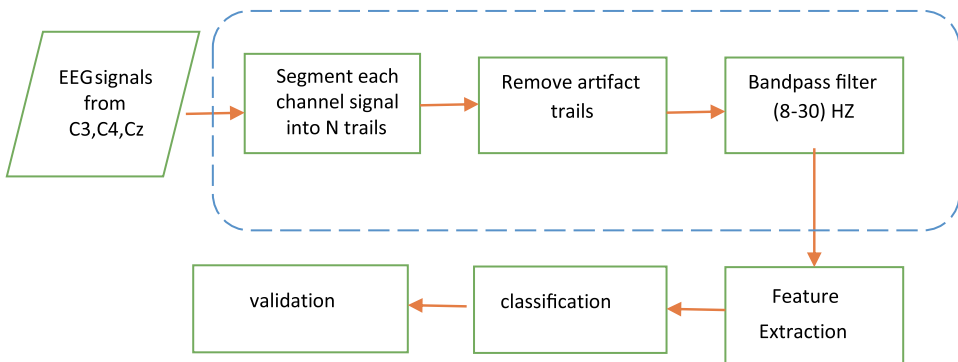 EEG signals
from
C3,C4,Cz
Segment each
channel signal
into N trails
Remove artifact
trails
Bandpass filter
(8-30) HZ
Feature
Extraction
classification
validation